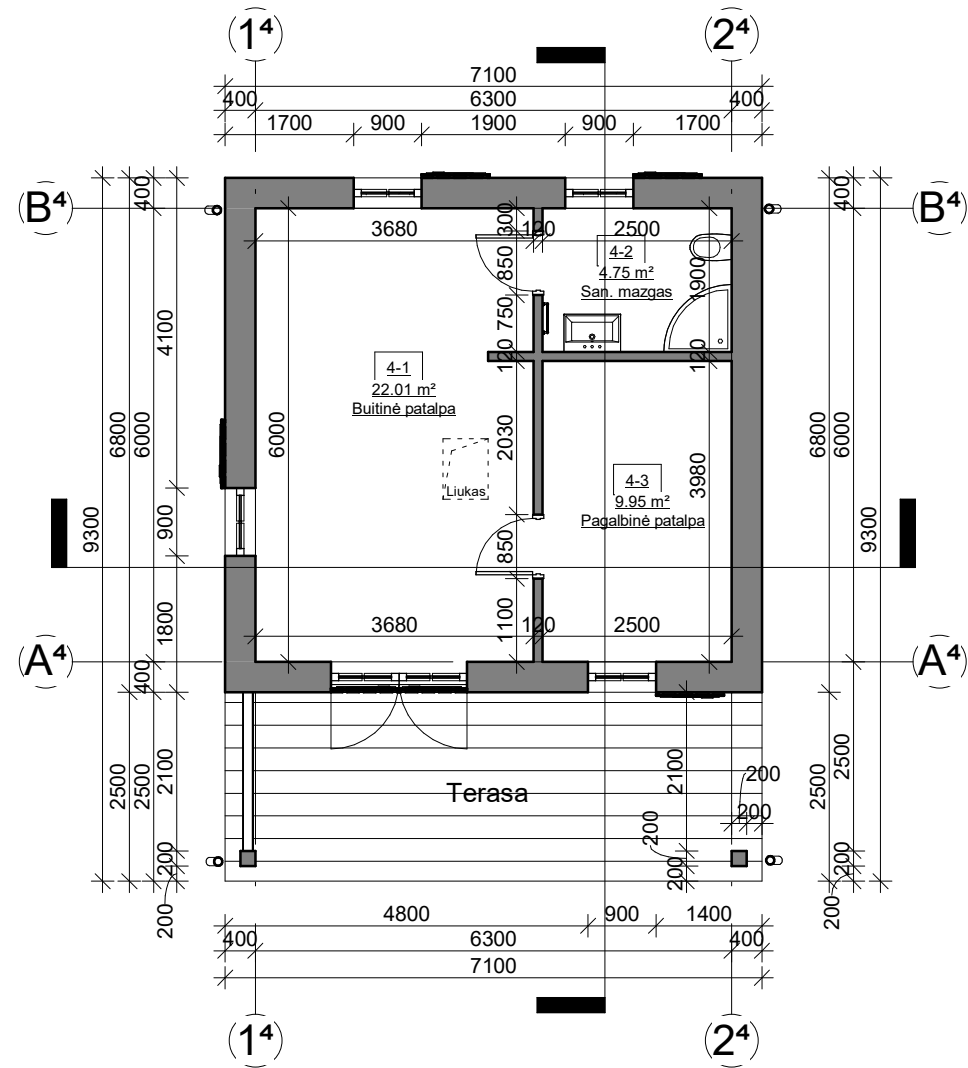 1⁴ 2⁴
7100
400 6300 400
1700 900 1900 900 1700
B⁴ B⁴
400 400
3680 120 2500
300
4-2
4.75 m²
San. mazgas
850
1900
750
4100
120 120
4-1
22.01 m²
Buitinė patalpa
9300 6800 6000 6000 2030 3980 6800 6000 9300
Liukas
4-3
9.95 m²
Pagalbinė patalpa
900
850
1800
1100
3680 120 2500
A⁴ A⁴
400
2500 2500 2100 2100 2500 2500
Terasa
200
200
200
200
200 200
200 200
4800 900 1400
400 6300 400
7100
1⁴ 2⁴